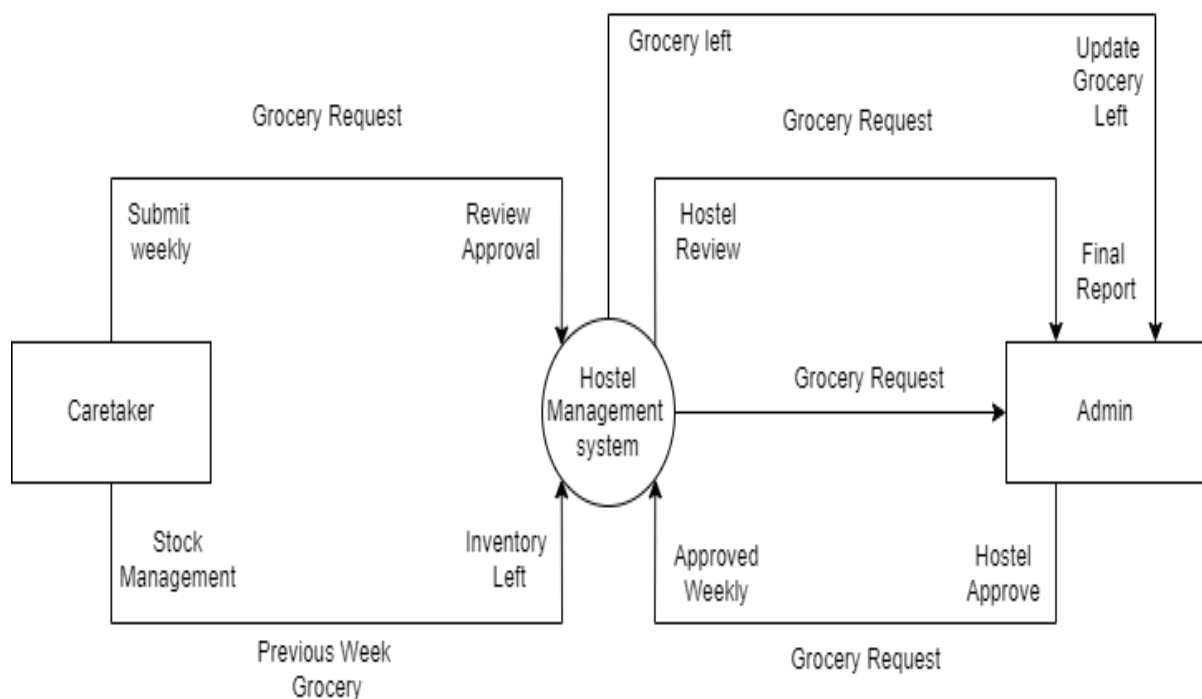 Grocery left
Update
Grocery
Left
Grocery Request
Grocery Request
Submit
weekly
Review
Approval
Hostel
Review
Final
Report
Caretaker
Hostel
Management
system
Grocery Request
Admin
Stock
Management
Inventory
Left
Approved
Weekly
Hostel
Approve
Previous Week
Grocery
Grocery Request